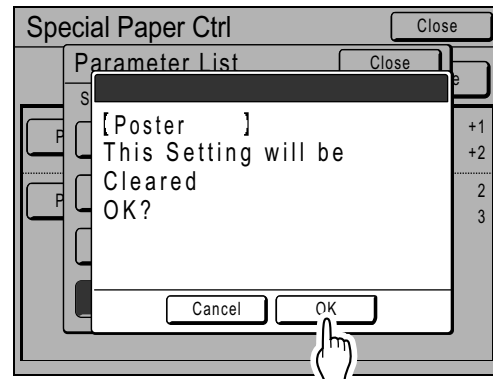 Special Paper Ctrl
Close
Parameter List
Close
S
e
[Poster ]
This Setting will be
Cleared
OK?
P
P
+1
+2
2
3
Cancel
OK